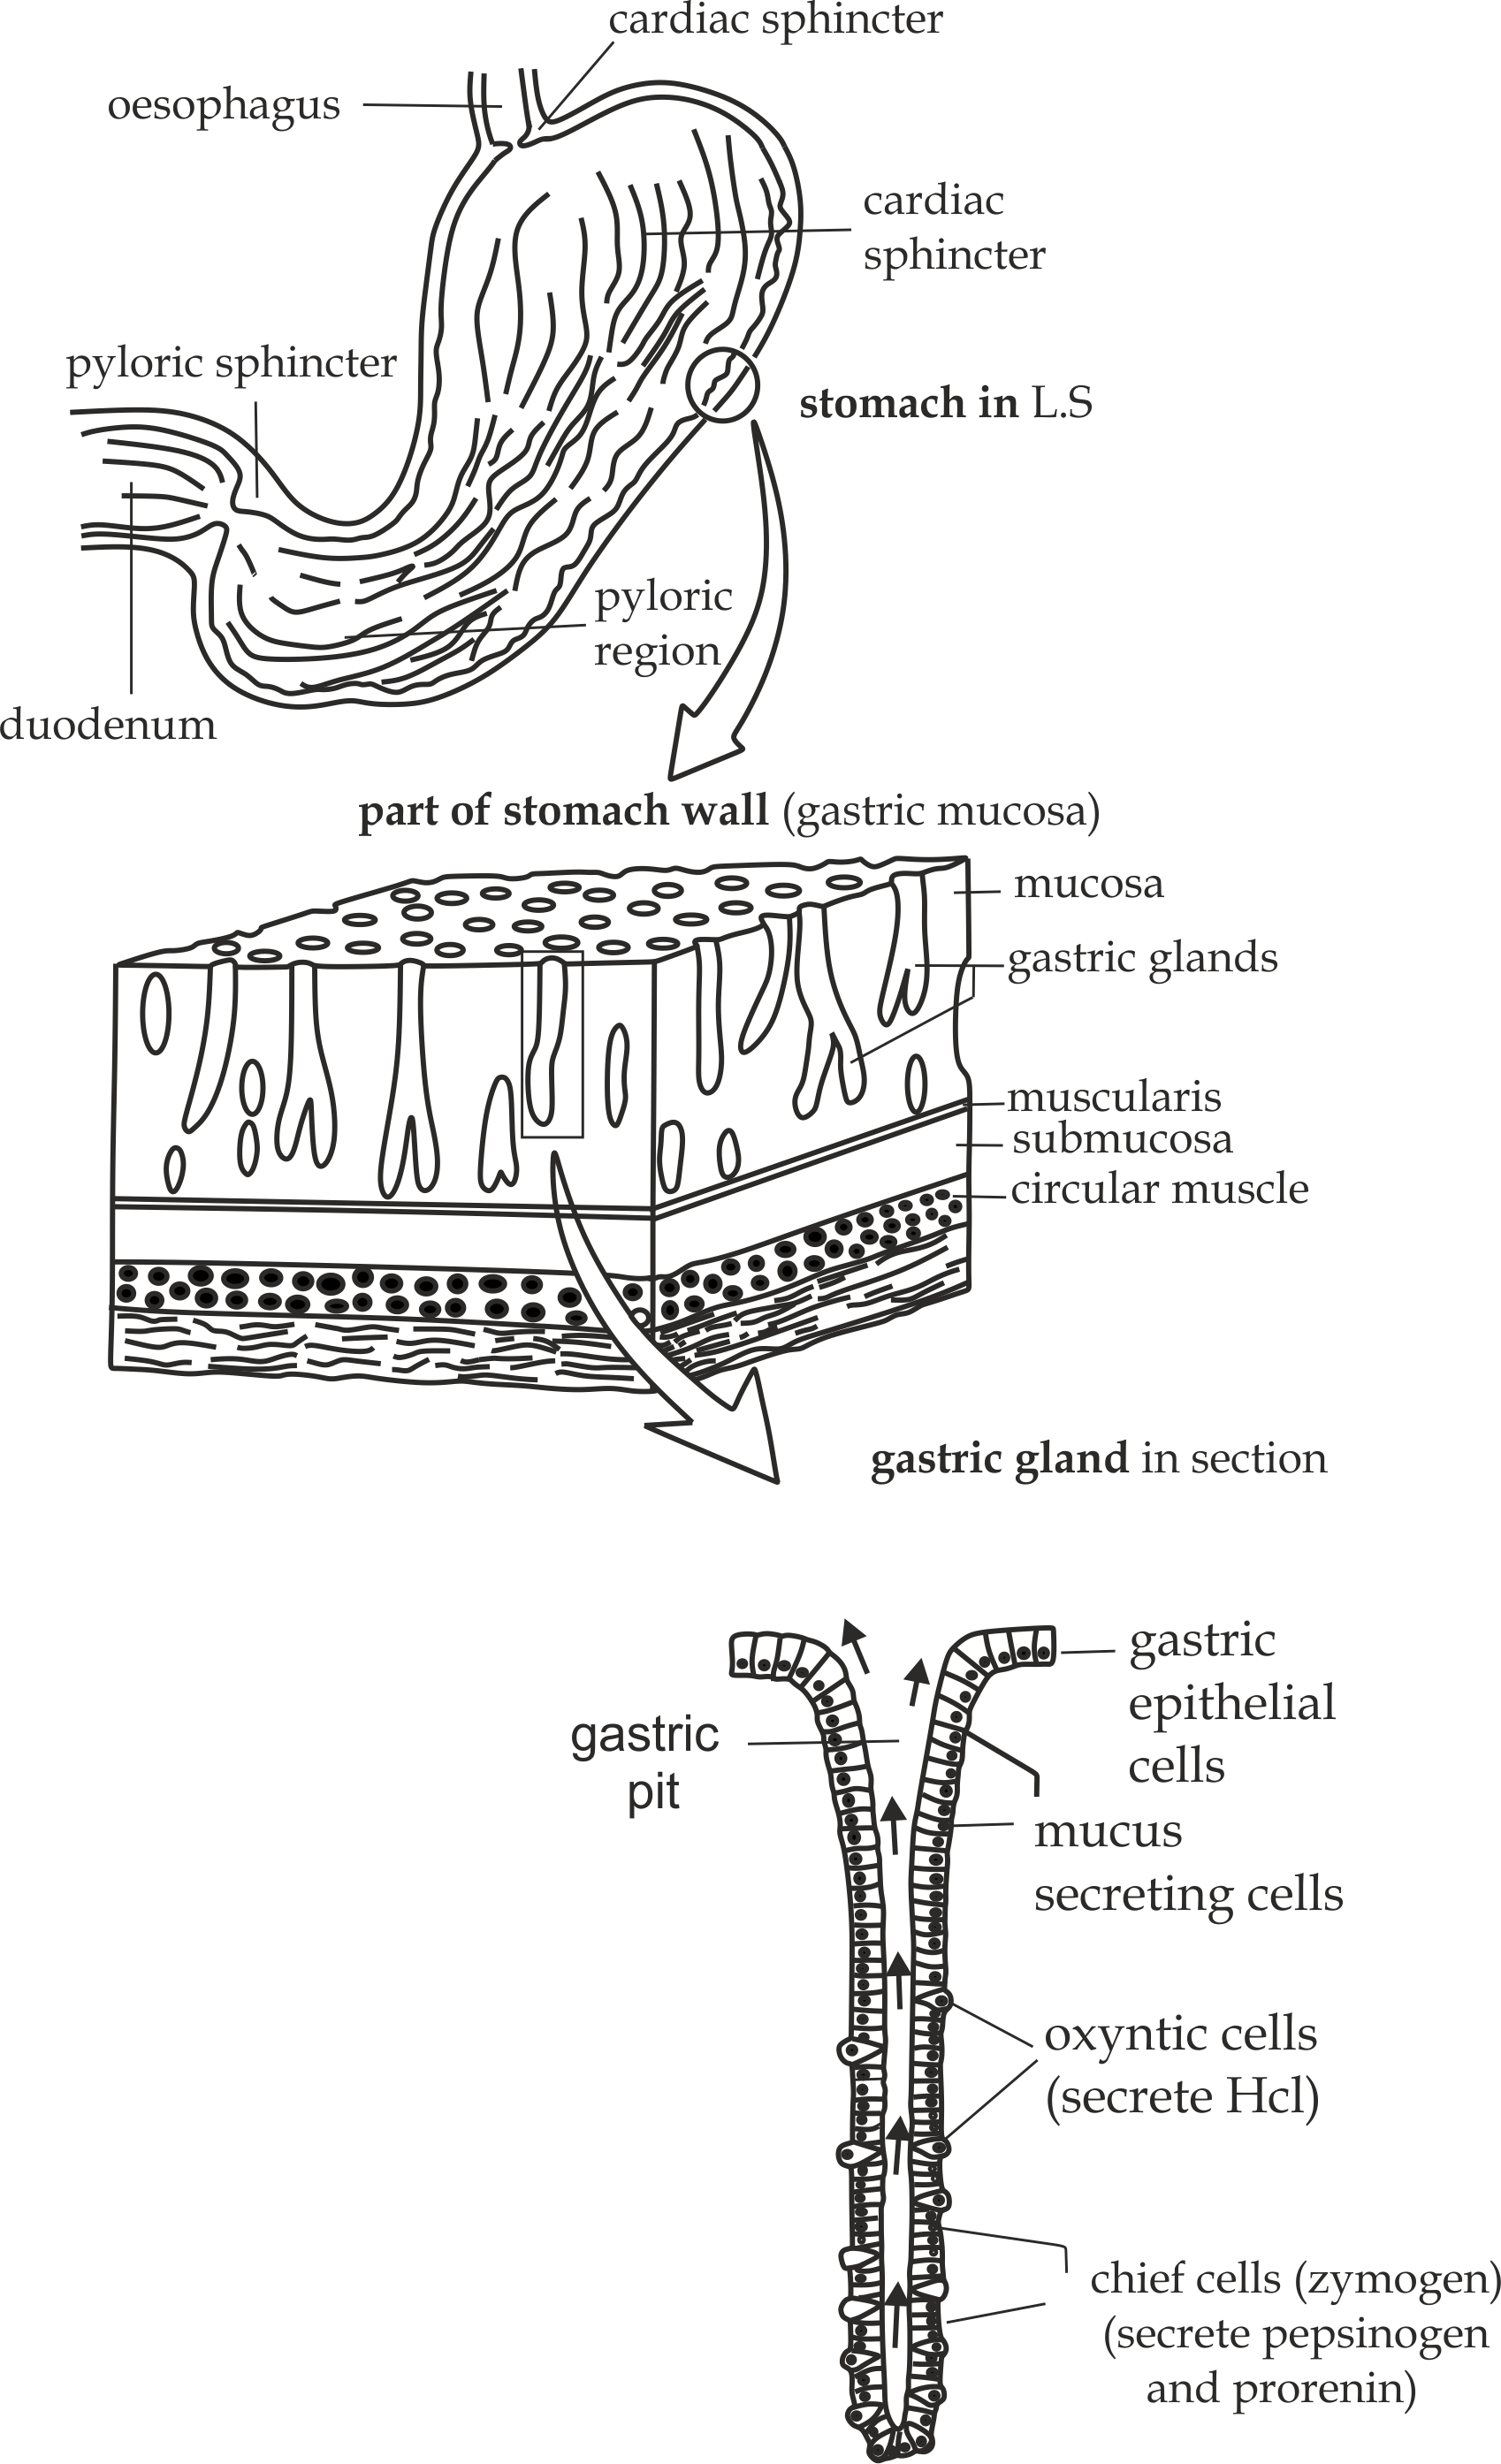 cardiac sphincter
oesophagus
cardiac
sphincter
pyloric sphincter
stomach in L.S
pyloric
region
duodenum
part of stomach wall (gastric mucosa)
mucosa
gastric glands
muscularis
submucosa
circular muscle
gastric gland in section
gastric
epithelial
cells
gastric
pit
mucus
secreting cells
oxyntic cells
(secrete Hcl)
chief cells (zymogen)
(secrete pepsinogen
and prorenin)